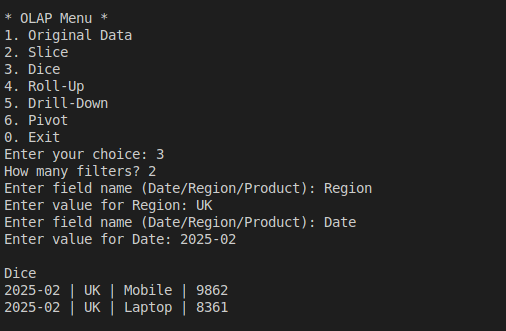 * OLAP Menu *
1. Original Data
2. Slice
3. Dice
4. Roll-Up
5. Drill-Down
6. Pivot
0. Exit
Enter your choice: 3
How many filters? 2
Enter field name (Date/Region/Product): Region
Enter value for Region: UK
Enter field name (Date/Region/Product): Date
Enter value for Date: 2025-02
Dice
2025-02 | UK | Mobile | 9862
2025-02 | UK | Laptop | 8361